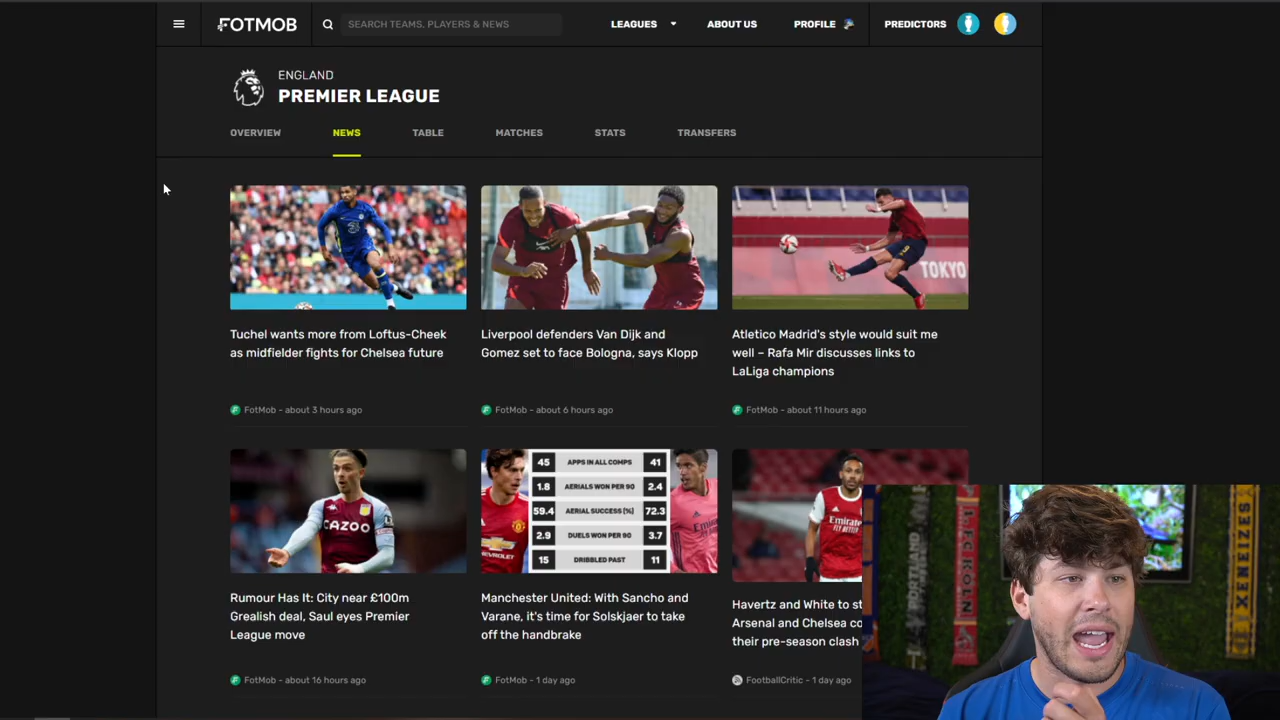 FOTMOB
SEARCH TEAMS, PLAYERS & NEWS
LEAGUES
ABOUT US
PROFILE
PREDICTORS
ENGLAND
PREMIER LEAGUE
OVERVIEW
NEWS
TABLE
MATCHES
STATS
TRANSFERS
3
TOKYO
Tuchel wants more from Loftus-Cheek
as midfielder fights for Chelsea future
FotMob - about 3 hours ago
Liverpool defenders Van Dijk and
Gomez set to face Bologna, says Klopp
FotMob - about 6 hours ago
Atletico Madrid's style would suit me
well – Rafa Mir discusses links to
LaLiga champions
FotMob - about 11 hours ago
CAZOO
45 APPS IN ALL COMPS 41
1.8 AERIALS WON PER 90 2.4
59.4 AERIAL SUCCESS (%) 72.3
2.9 DUELS WON PER 90 3.7
15 DRIBBLED PAST 11
CHEVROLET
Emirates
FLY BETTER
Rumour Has It: City near £100m
Grealish deal, Saul eyes Premier
League move
FotMob - about 16 hours ago
Manchester United: With Sancho and
Varane, it's time for Solskjaer to take
off the handbrake
FotMob - 1 day ago
Havertz and White to st
Arsenal and Chelsea co
their pre-season clash
FootballCritic - 1 day ago
1.F.C. KÖLN
XENEIZES